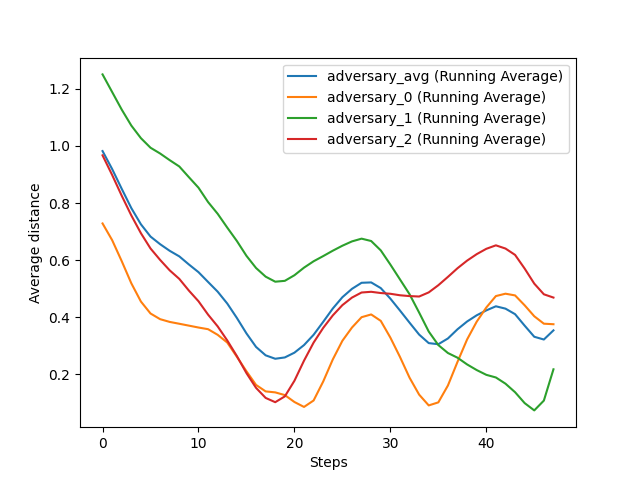 adversary_avg (Running Average)
adversary_0 (Running Average)
adversary_1 (Running Average)
adversary_2 (Running Average)
1.2
1.0
0.8
0.6
0.4
0.2
Average distance
0 10 20 30 40
Steps